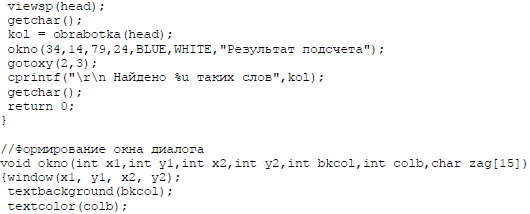 viewsp(head);
getchar();
kol = obrabotka(head);
okno(34,14,79,24,BLUE,WHITE,"Результат подсчета");
gotoxy(2,3);
cprintf("\r\n Найдено %u таких слов",kol);
getchar();
return 0;
}
//Формирование окна диалога
void okno(int x1,int y1,int x2,int y2,int bkcol,int colb,char zag[15])
{window(x1, y1, x2, y2);
textbackground(bkcol);
textcolor(colb);